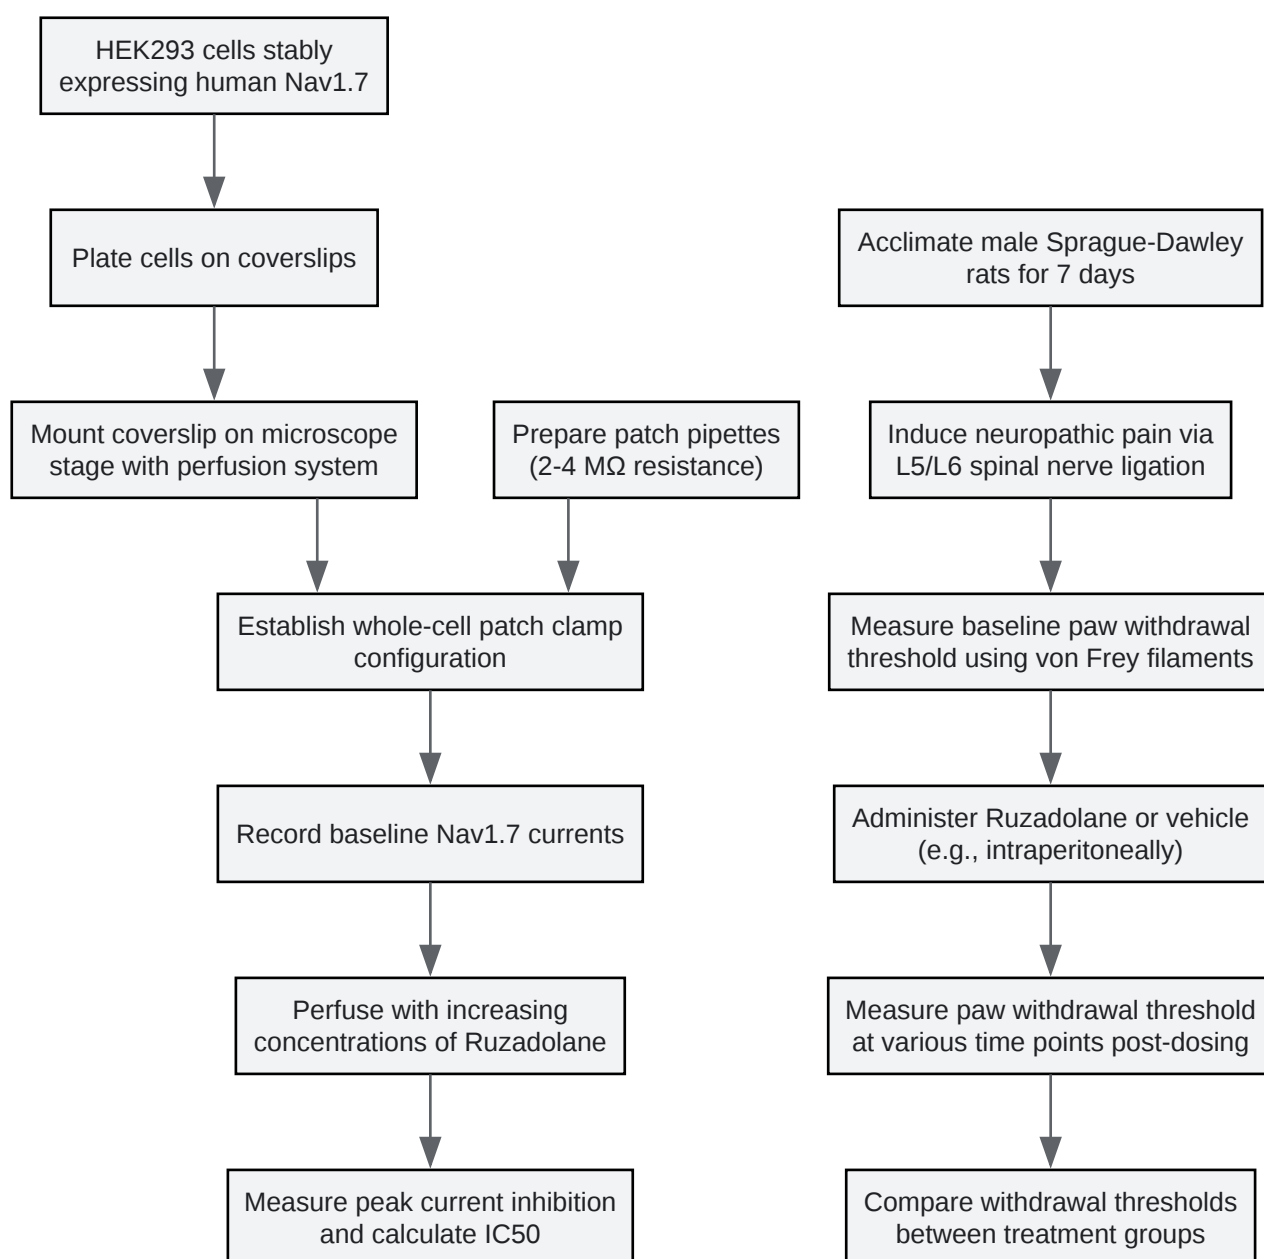 HEK293 cells stably
expressing human Nav1.7
Plate cells on coverslips
Mount coverslip on microscope
stage with perfusion system
Prepare patch pipettes
(2-4 MΩ resistance)
Establish whole-cell patch clamp
configuration
Record baseline Nav1.7 currents
Perfuse with increasing
concentrations of Ruzadolane
Measure peak current inhibition
and calculate IC50
Acclimate male Sprague-Dawley
rats for 7 days
Induce neuropathic pain via
L5/L6 spinal nerve ligation
Measure baseline paw withdrawal
threshold using von Frey filaments
Administer Ruzadolane or vehicle
(e.g., intraperitoneally)
Measure paw withdrawal threshold
at various time points post-dosing
Compare withdrawal thresholds
between treatment groups